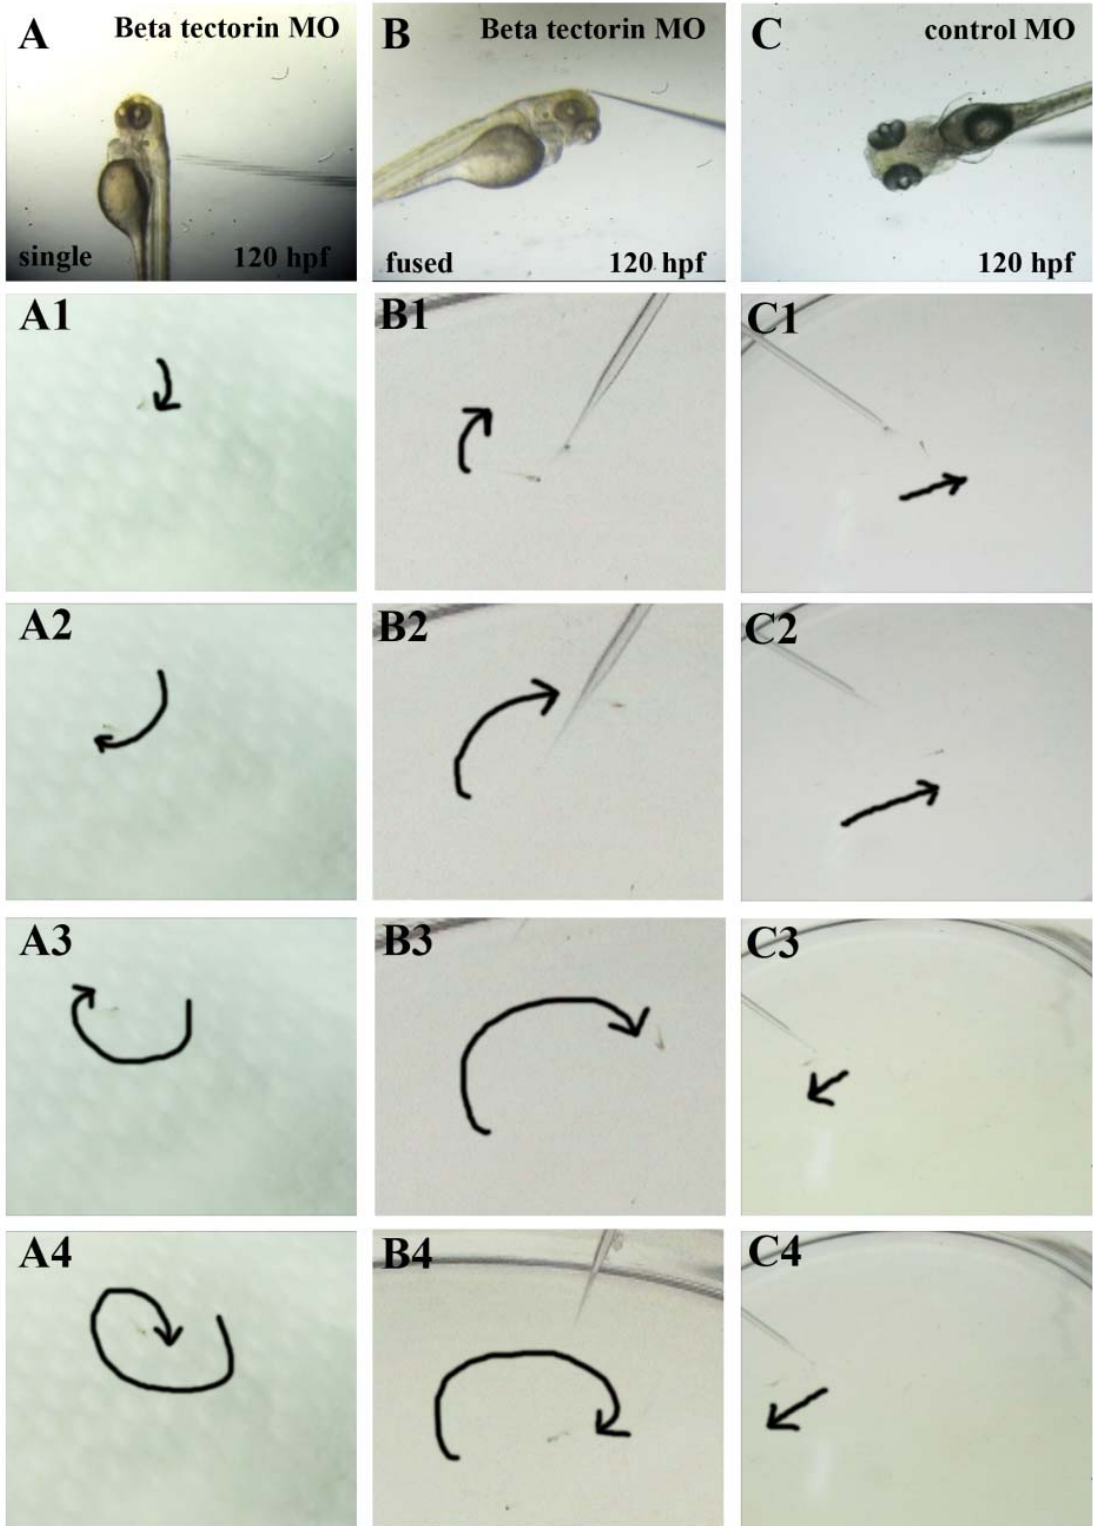 A Beta tectorin MO
single 120 hpf
B Beta tectorin MO
fused 120 hpf
C control MO
120 hpf
A1
B1
C1
A2
B2
C2
A3
B3
C3
A4
B4
C4